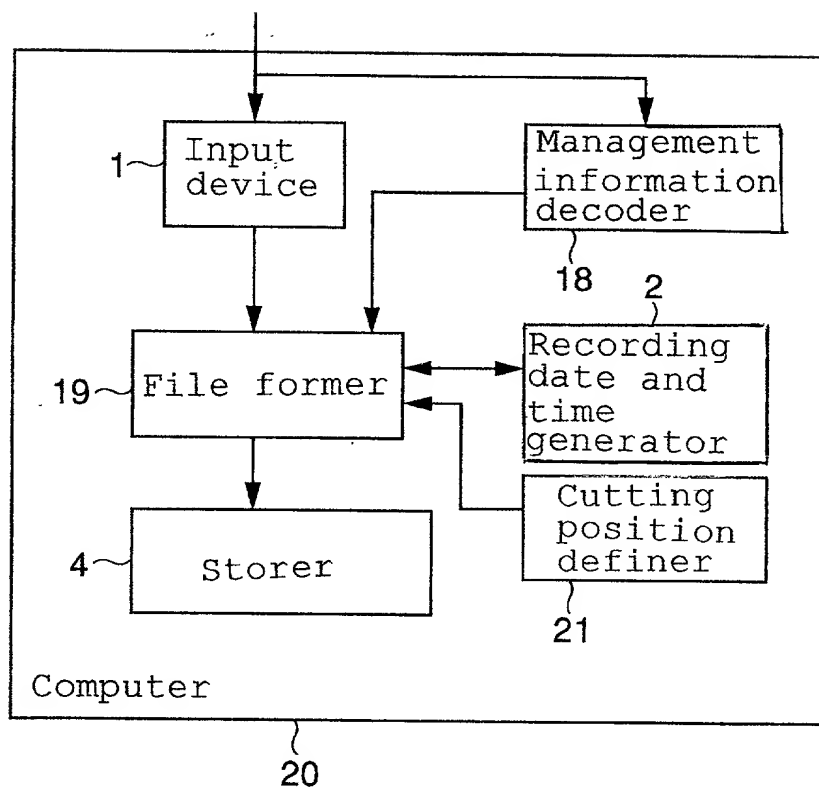 1
Input
device
Management
information
decoder
18
2
19
File former
Recording
date and
time
generator
4
Storer
Cutting
position
definer
21
Computer
20